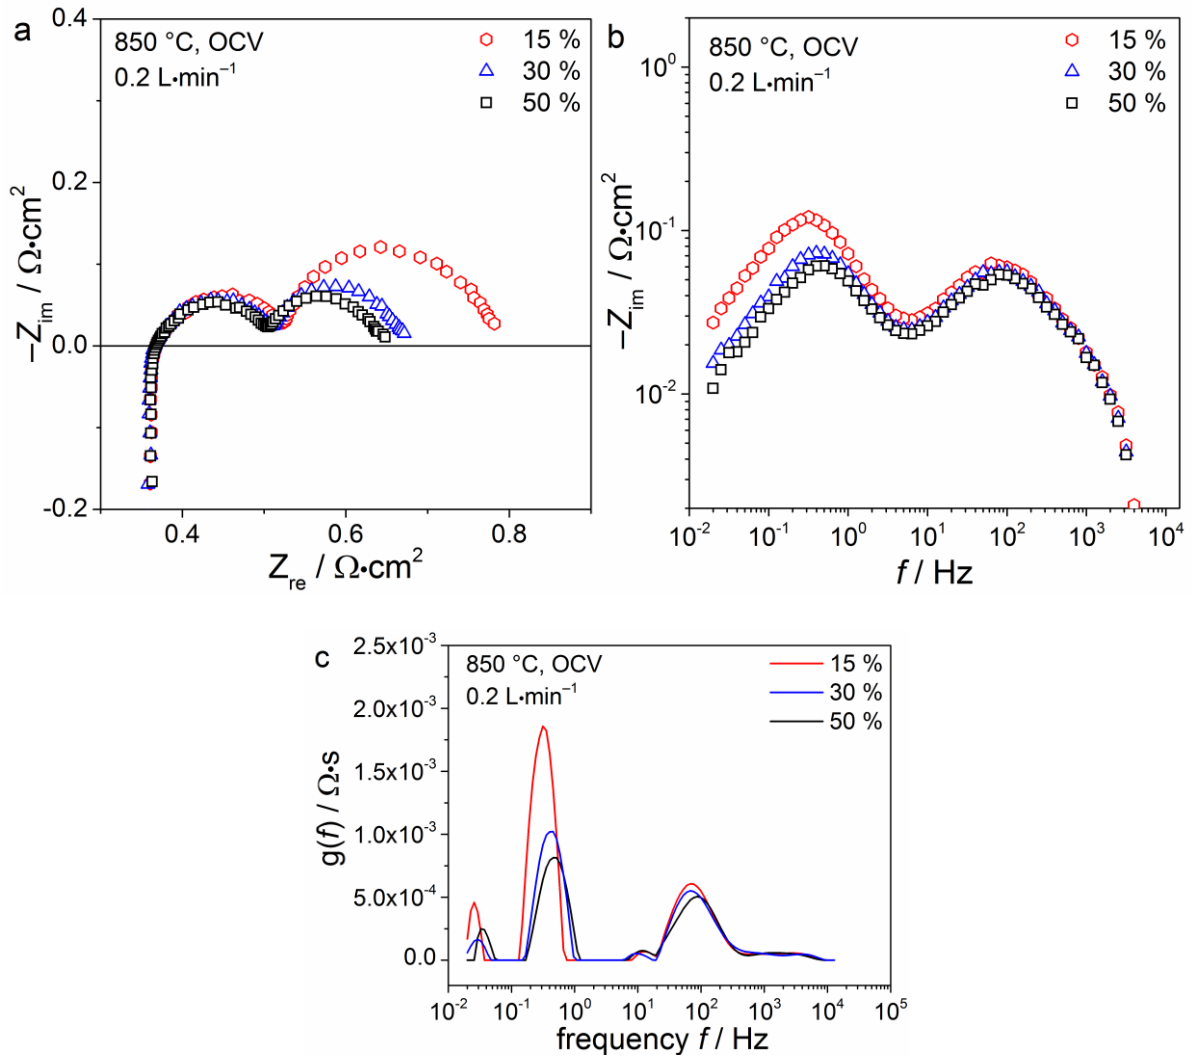 a
850 °C, OCV
0.2 L•min⁻¹
15 %
30 %
50 %
0.4
0.2
0.0
-0.2
0.4
0.6
0.8
−Z_im / Ω•cm²
Z_re / Ω•cm²
b
850 °C, OCV
0.2 L•min⁻¹
15 %
30 %
50 %
10⁰
10⁻¹
10⁻²
10⁻²
10⁻¹
10⁰
10¹
10²
10³
10⁴
−Z_im / Ω•cm²
f / Hz
c
850 °C, OCV
0.2 L•min⁻¹
15 %
30 %
50 %
2.5x10⁻³
2.0x10⁻³
1.5x10⁻³
1.0x10⁻³
5.0x10⁻⁴
0.0
10⁻²
10⁻¹
10⁰
10¹
10²
10³
10⁴
10⁵
g(f) / Ω•s
frequency f / Hz